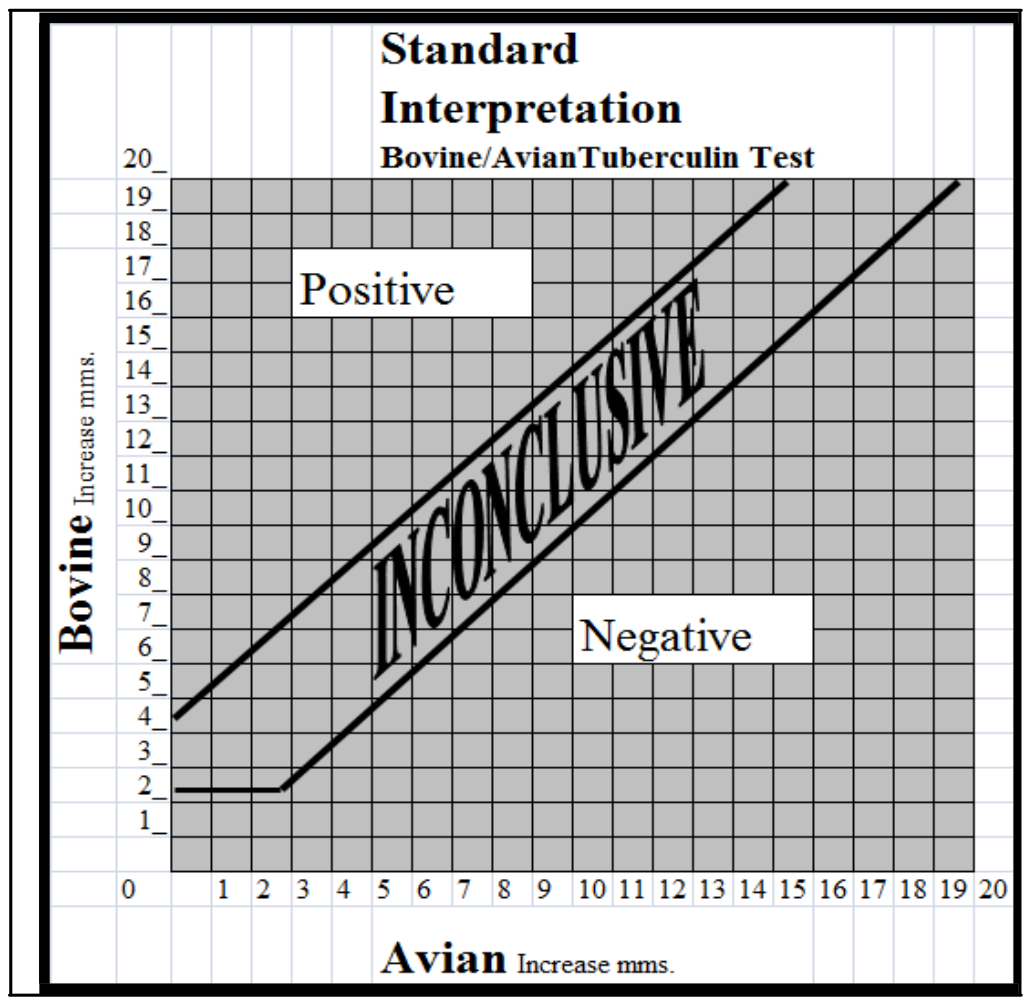 Standard
Interpretation
Bovine/AvianTuberculin Test
20_
19_
18_
17_
16_
15_
14_
13_
12_
11_
10_
9_
8_
7_
6_
5_
4_
3_
2_
1_
Positive
INCONCLUSIVE
Negative
Bovine Increase mms.
0 1 2 3 4 5 6 7 8 9 10 11 12 13 14 15 16 17 18 19 20
Avian Increase mms.